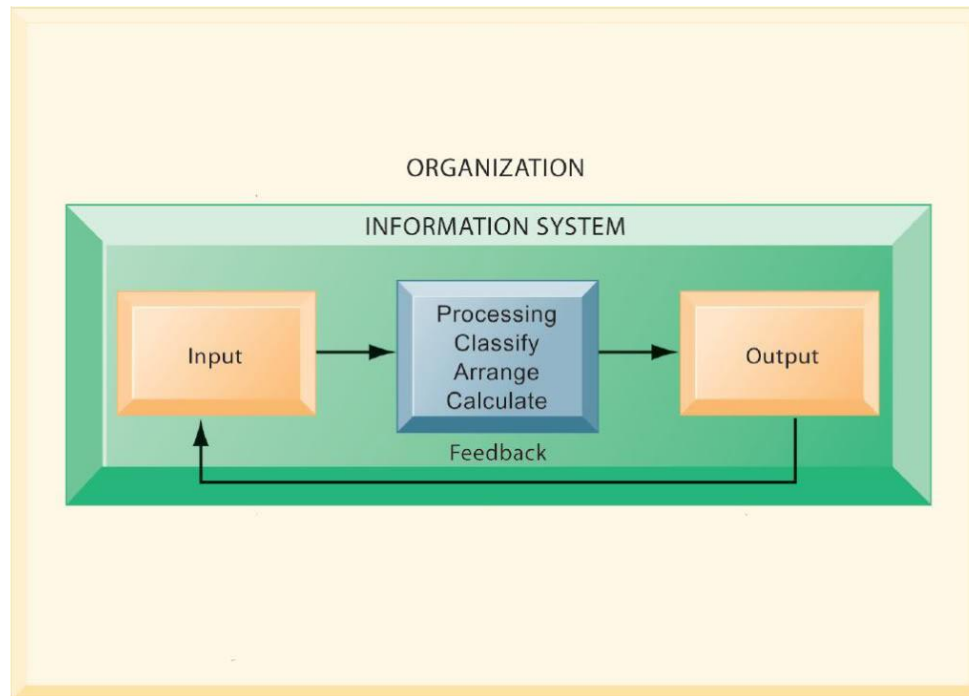 ORGANIZATION
INFORMATION SYSTEM
Input
Processing
Classify
Arrange
Calculate
Output
Feedback